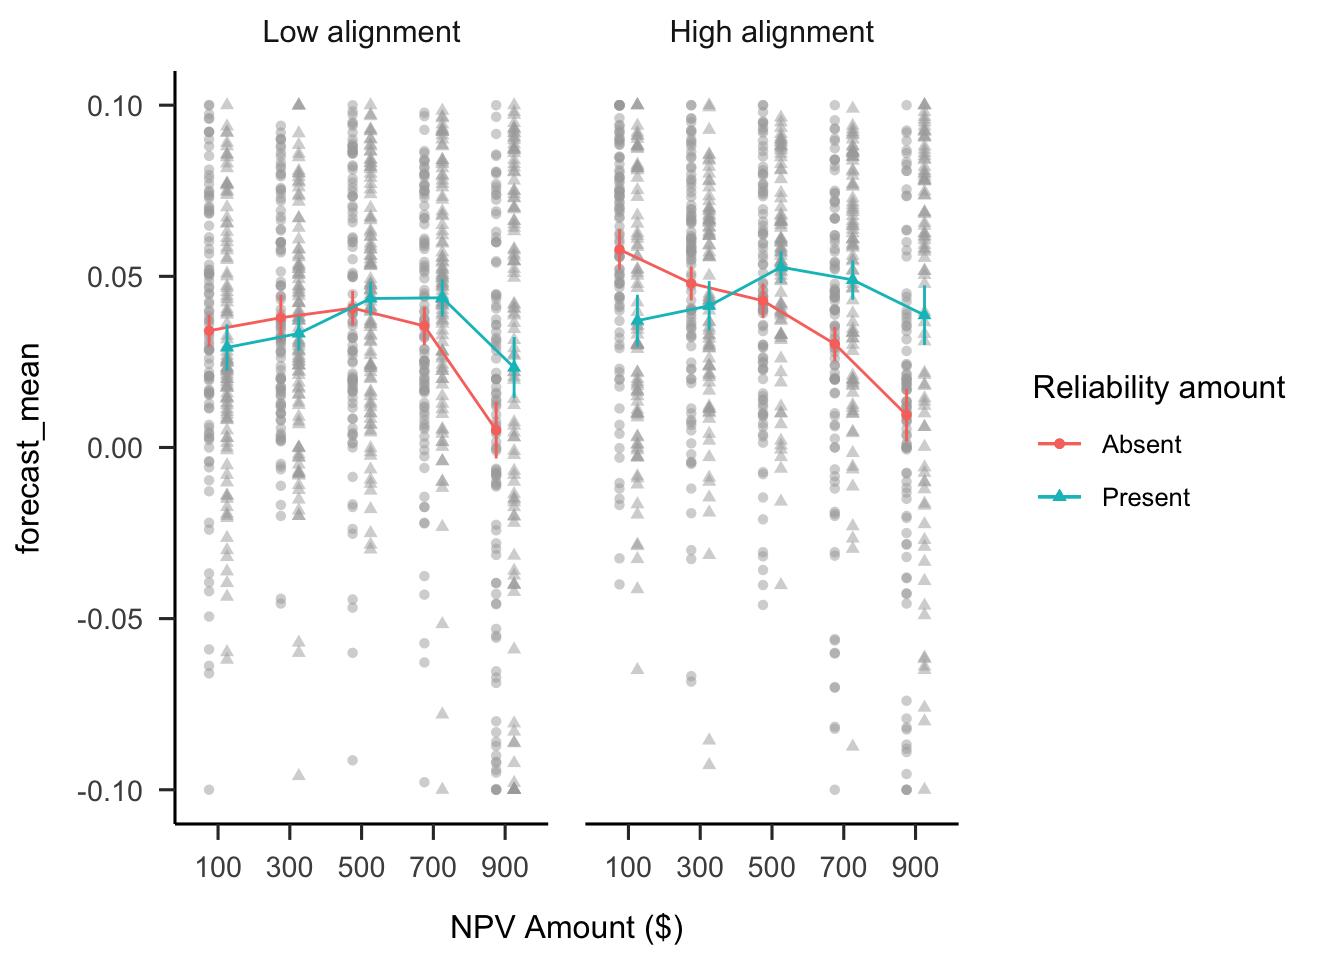 Low alignment
High alignment
0.10
0.05
0.00
-0.05
-0.10
forecast_mean
100 300 500 700 900
100 300 500 700 900
NPV Amount ($)
Reliability amount
Absent
Present